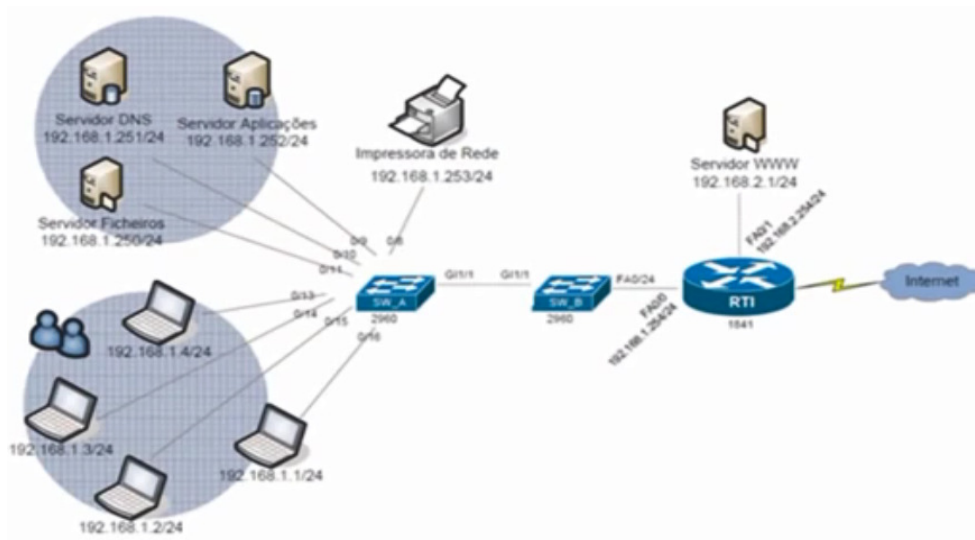 Servidor DNS
192.168.1.251/24
Servidor Aplicações
192.168.1.252/24
Servidor Ficheiros
192.168.1.250/24
Impressora de Rede
192.168.1.253/24
Servidor WWW
192.168.2.1/24
FA0/1
192.168.2.254/24
0/9
0/8
0/10
0/11
SW_A
2960
GI1/1
GI1/1
SW_B
2960
FA0/24
FA0/0
192.168.1.254/24
RTI
1841
Internet
0/13
0/14
0/15
0/16
192.168.1.4/24
192.168.1.3/24
192.168.1.2/24
192.168.1.1/24